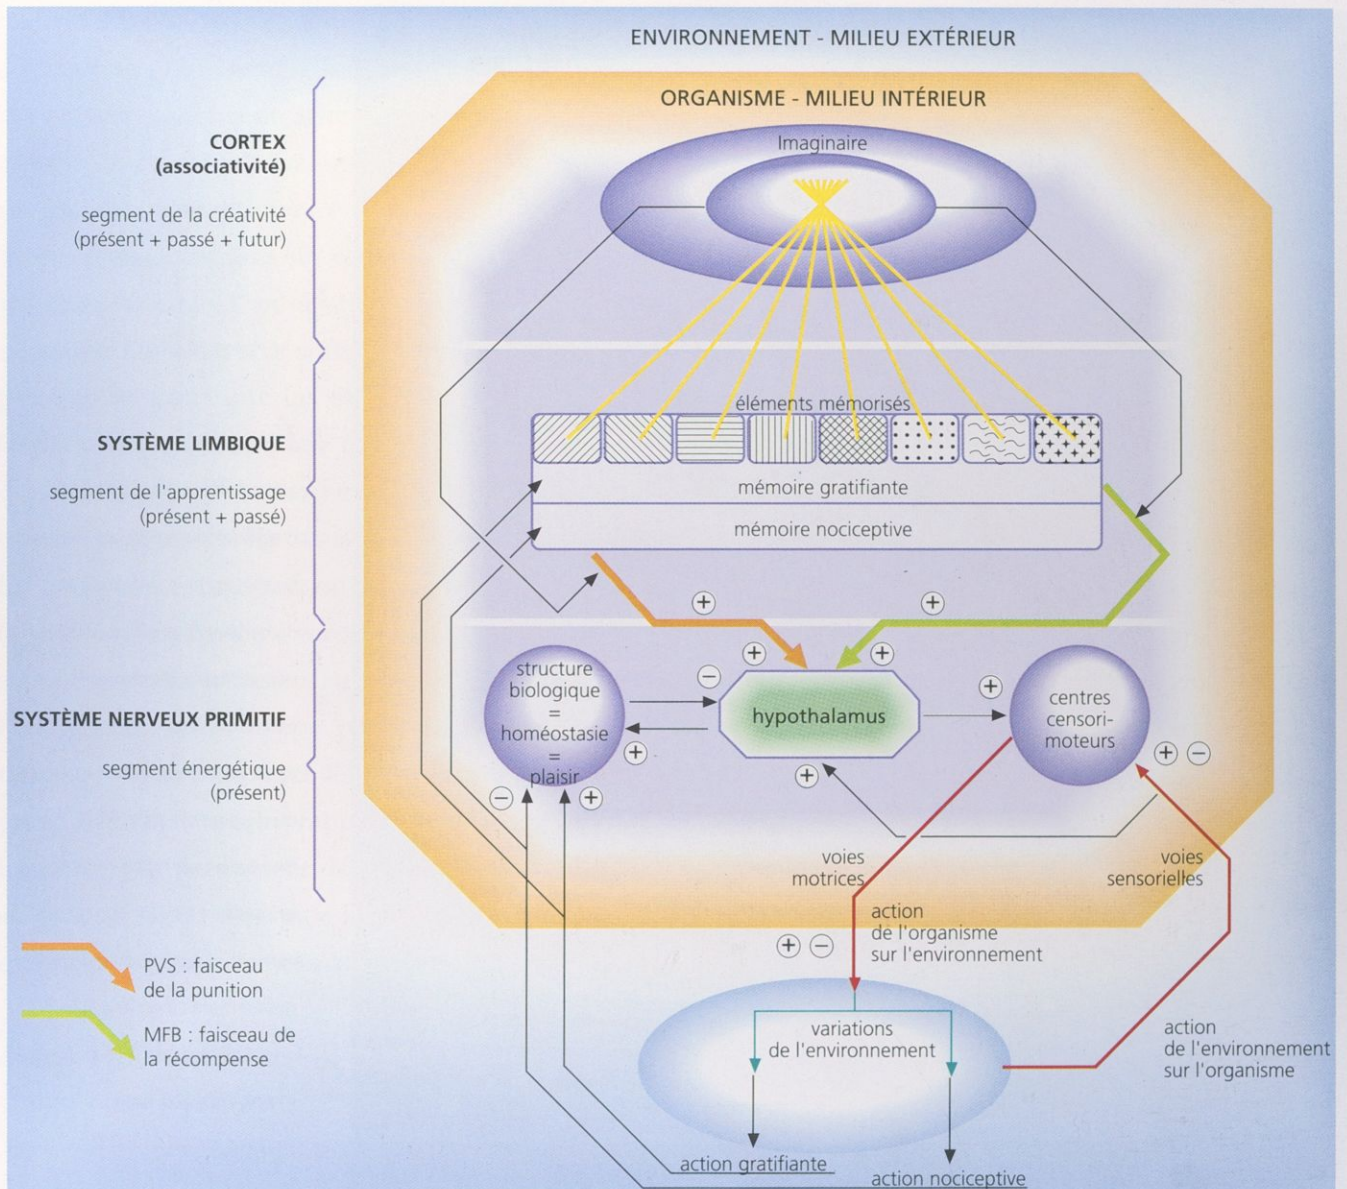 ENVIRONNEMENT - MILIEU EXTÉRIEUR
ORGANISME - MILIEU INTÉRIEUR
Imaginaire
CORTEX
(associativité)
segment de la créativité
(présent + passé + futur)
éléments mémorisés
mémoire gratifiante
mémoire nociceptive
SYSTÈME LIMBIQUE
segment de l'apprentissage
(présent + passé)
+
+
+
+
SYSTÈME NERVEUX PRIMITIF
segment énergétique
(présent)
structure
biologique
=
homéostasie
=
plaisir
−
+
hypothalamus
+
+
centres
censori-
moteurs
+ −
− +
voies
motrices
voies
sensorielles
action
de l'organisme
sur l'environnement
+ −
PVS : faisceau
de la punition
MFB : faisceau de
la récompense
variations
de l'environnement
action
de l'environnement
sur l'organisme
action gratifiante
action nociceptive